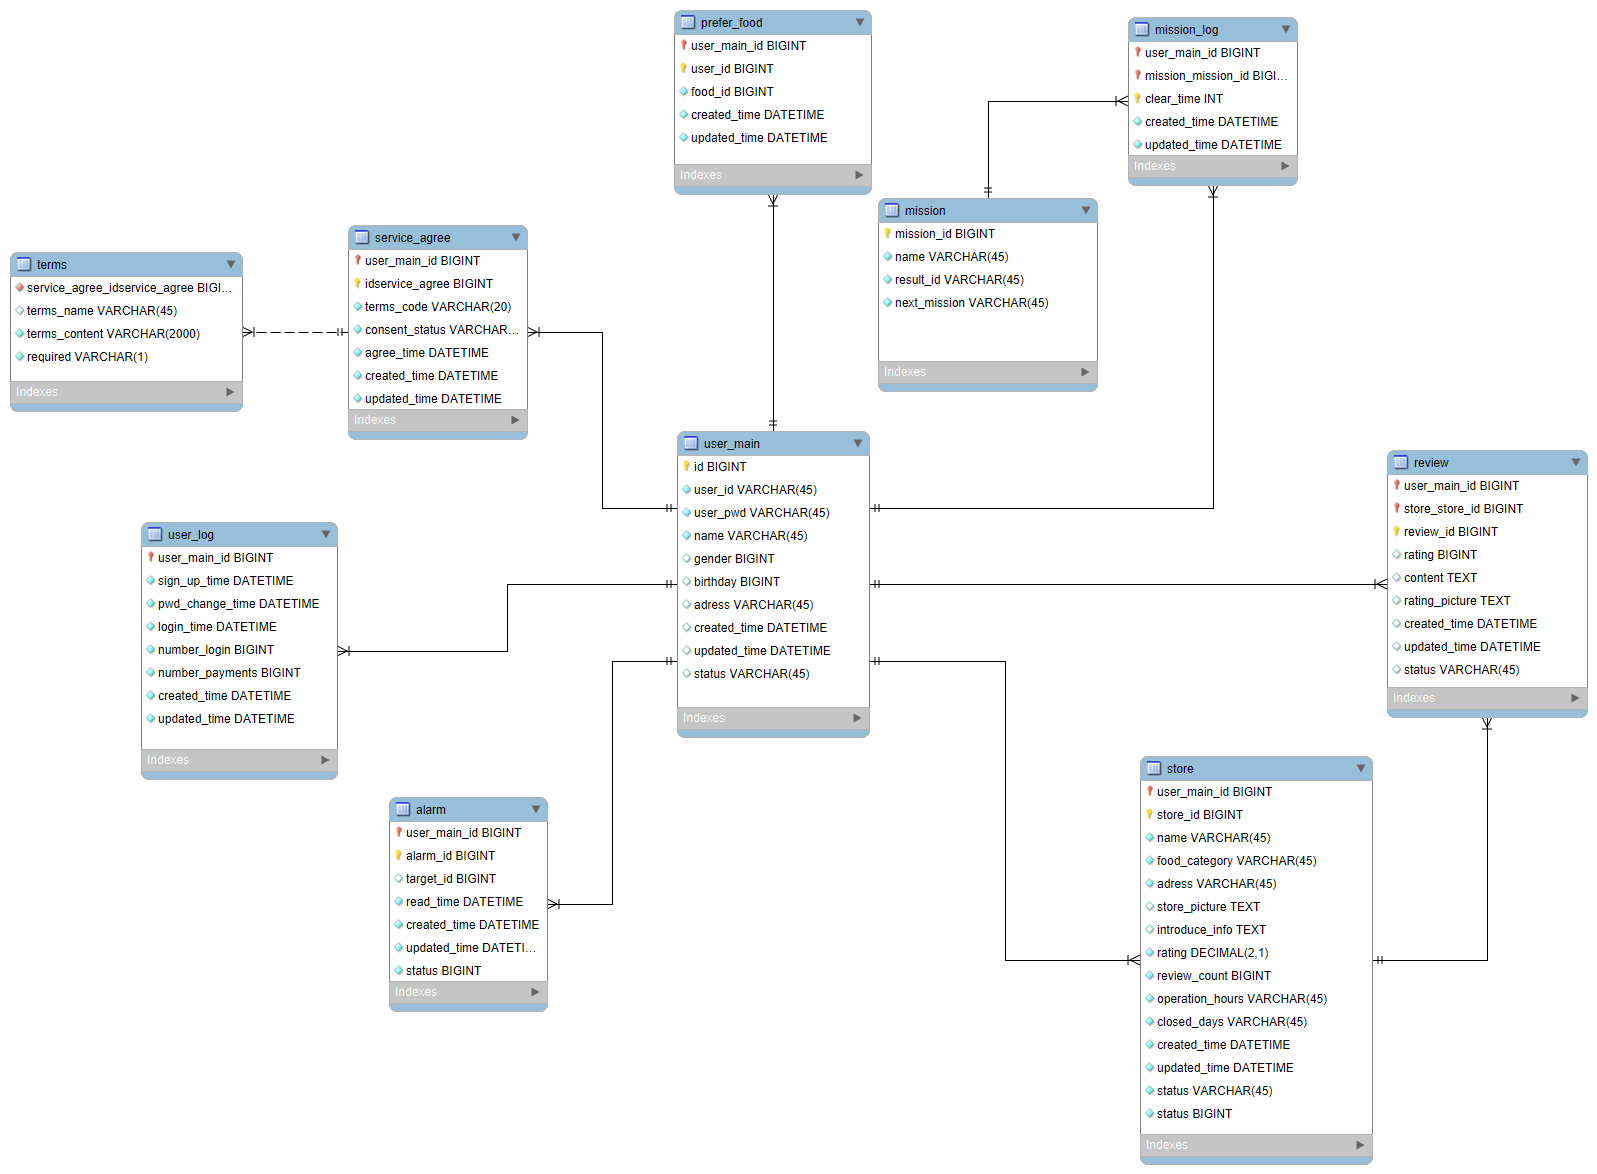 prefer_food
user_main_id BIGINT
user_id BIGINT
food_id BIGINT
created_time DATETIME
updated_time DATETIME
Indexes
mission_log
user_main_id BIGINT
mission_mission_id BIGI...
clear_time INT
created_time DATETIME
updated_time DATETIME
Indexes
mission
mission_id BIGINT
name VARCHAR(45)
result_id VARCHAR(45)
next_mission VARCHAR(45)
Indexes
service_agree
user_main_id BIGINT
idservice_agree BIGINT
terms_code VARCHAR(20)
consent_status VARCHAR...
agree_time DATETIME
created_time DATETIME
updated_time DATETIME
Indexes
terms
service_agree_idservice_agree BIGI...
terms_name VARCHAR(45)
terms_content VARCHAR(2000)
required VARCHAR(1)
Indexes
user_main
id BIGINT
user_id VARCHAR(45)
user_pwd VARCHAR(45)
name VARCHAR(45)
gender BIGINT
birthday BIGINT
adress VARCHAR(45)
created_time DATETIME
updated_time DATETIME
status VARCHAR(45)
Indexes
review
user_main_id BIGINT
store_store_id BIGINT
review_id BIGINT
rating BIGINT
content TEXT
rating_picture TEXT
created_time DATETIME
updated_time DATETIME
status VARCHAR(45)
Indexes
user_log
user_main_id BIGINT
sign_up_time DATETIME
pwd_change_time DATETIME
login_time DATETIME
number_login BIGINT
number_payments BIGINT
created_time DATETIME
updated_time DATETIME
Indexes
alarm
user_main_id BIGINT
alarm_id BIGINT
target_id BIGINT
read_time DATETIME
created_time DATETIME
updated_time DATETI...
status BIGINT
Indexes
store
user_main_id BIGINT
store_id BIGINT
name VARCHAR(45)
food_category VARCHAR(45)
adress VARCHAR(45)
store_picture TEXT
introduce_info TEXT
rating DECIMAL(2,1)
review_count BIGINT
operation_hours VARCHAR(45)
closed_days VARCHAR(45)
created_time DATETIME
updated_time DATETIME
status VARCHAR(45)
status BIGINT
Indexes